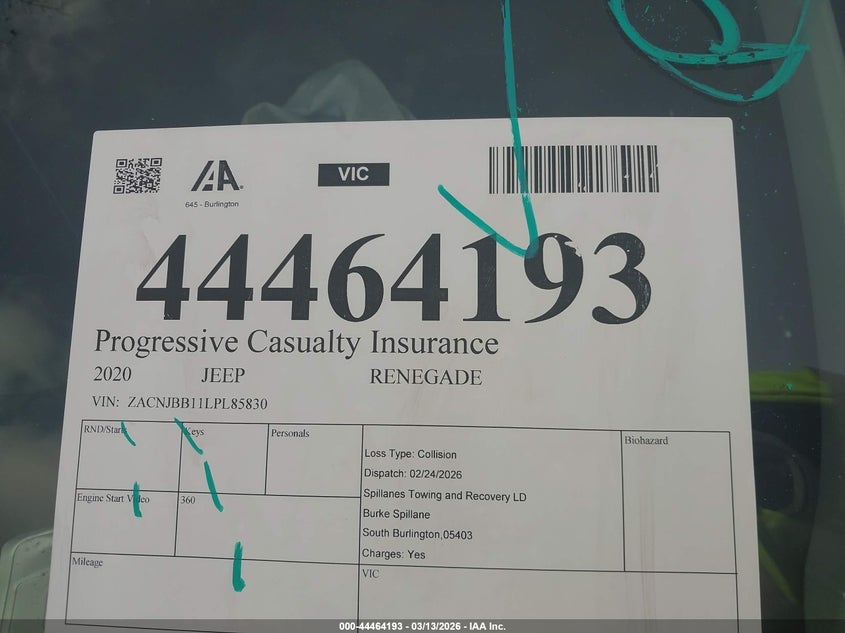 IAA.
VIC
645 - Burlington
44464193
Progressive Casualty Insurance
2020 JEEP RENEGADE
VIN: ZACNJBB11LPL85830
RND/Starts Keys Personals
Loss Type: Collision
Dispatch: 02/24/2026
Spillanes Towing and Recovery LD
Burke Spillane
South Burlington,05403
Charges: Yes
Biohazard
Engine Start Video 360
Mileage
VIC
000-44464193 - 03/13/2026 - IAA Inc.